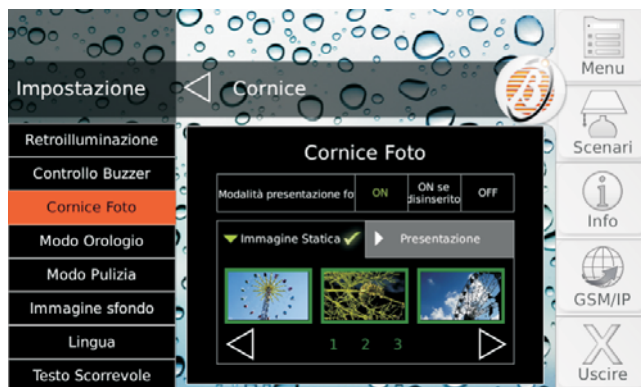 Impostazione
Cornice
Menu
Retroilluminazione
Controllo Buzzer
Cornice Foto
Modo Orologio
Modo Pulizia
Immagine sfondo
Lingua
Testo Scorrevole
Cornice Foto
Modalità presentazione fo
ON
ON se
disinserito
OFF
Immagine Statica
Presentazione
1 2 3
Scenari
Info
GSM/IP
Uscire